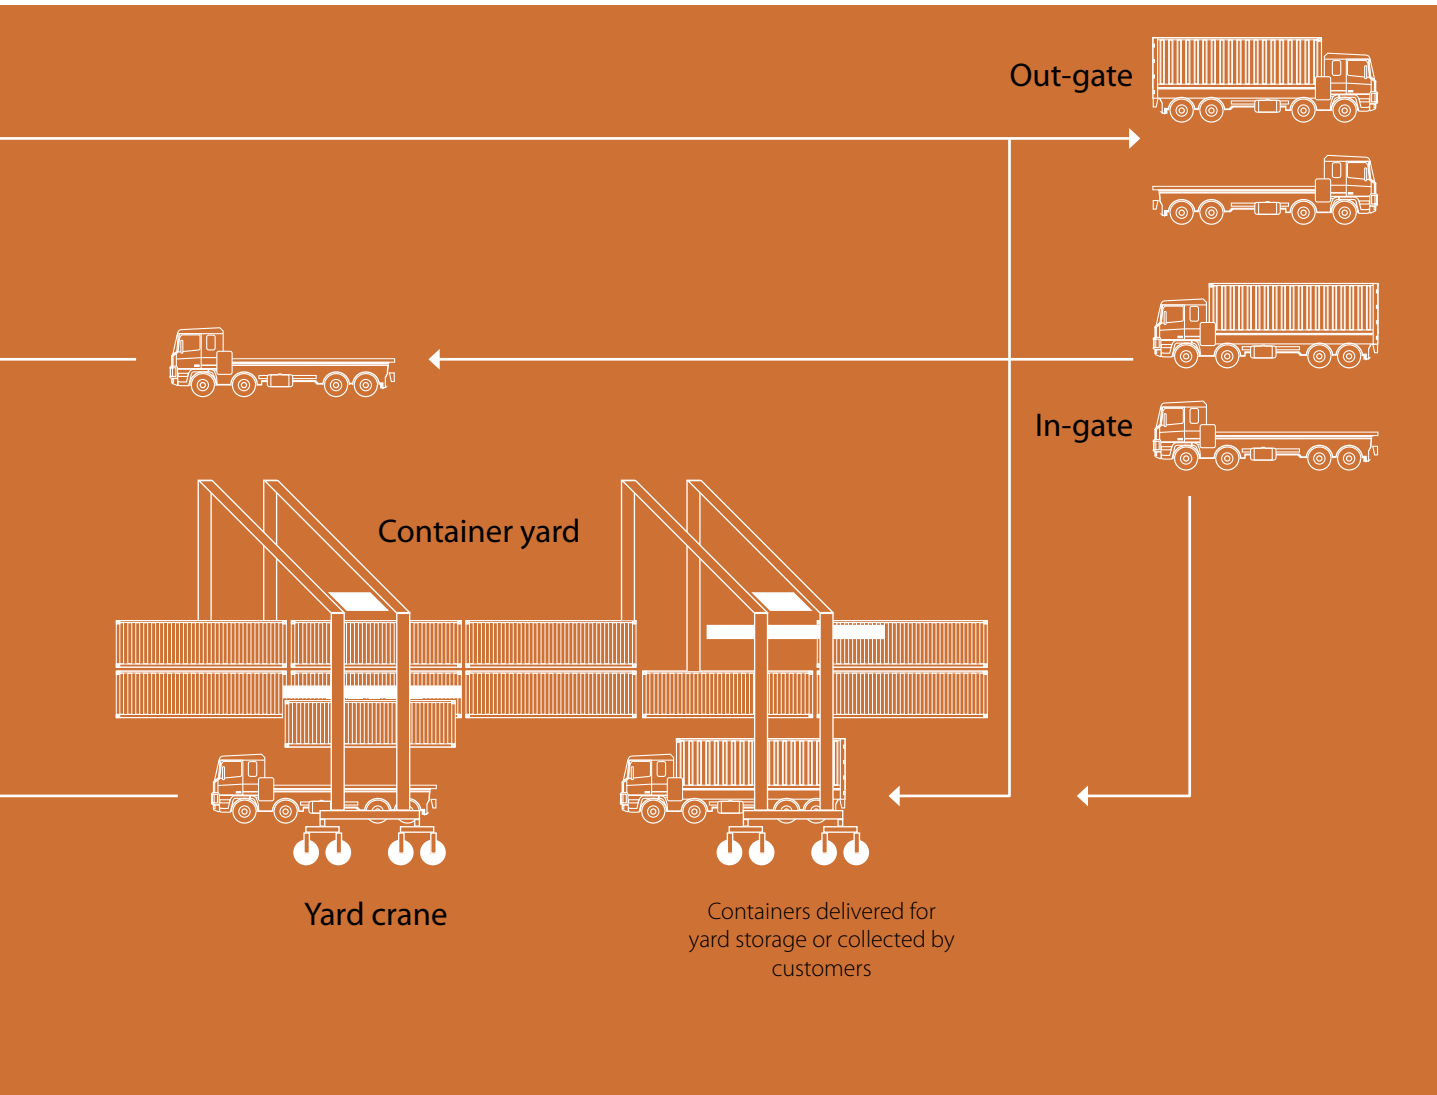 Out-gate
In-gate
Container yard
Yard crane
Containers delivered for
yard storage or collected by
customers